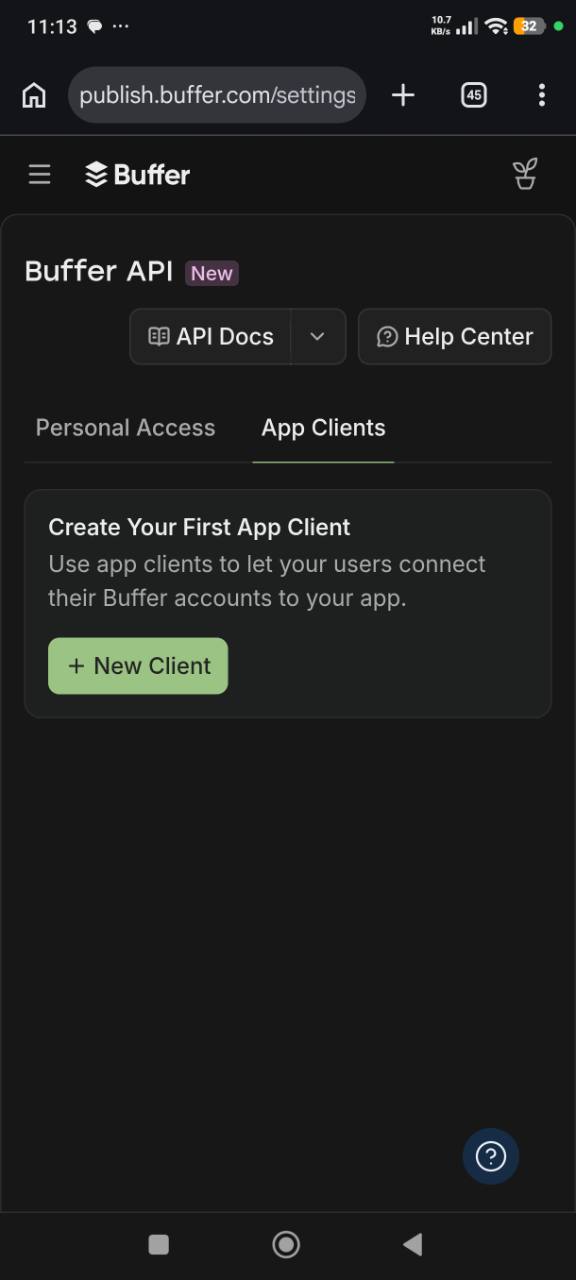 11:13
10.7
KB/s
32
publish.buffer.com/settings
45
Buffer
Buffer API New
API Docs
Help Center
Personal Access
App Clients
Create Your First App Client
Use app clients to let your users connect
their Buffer accounts to your app.
+ New Client